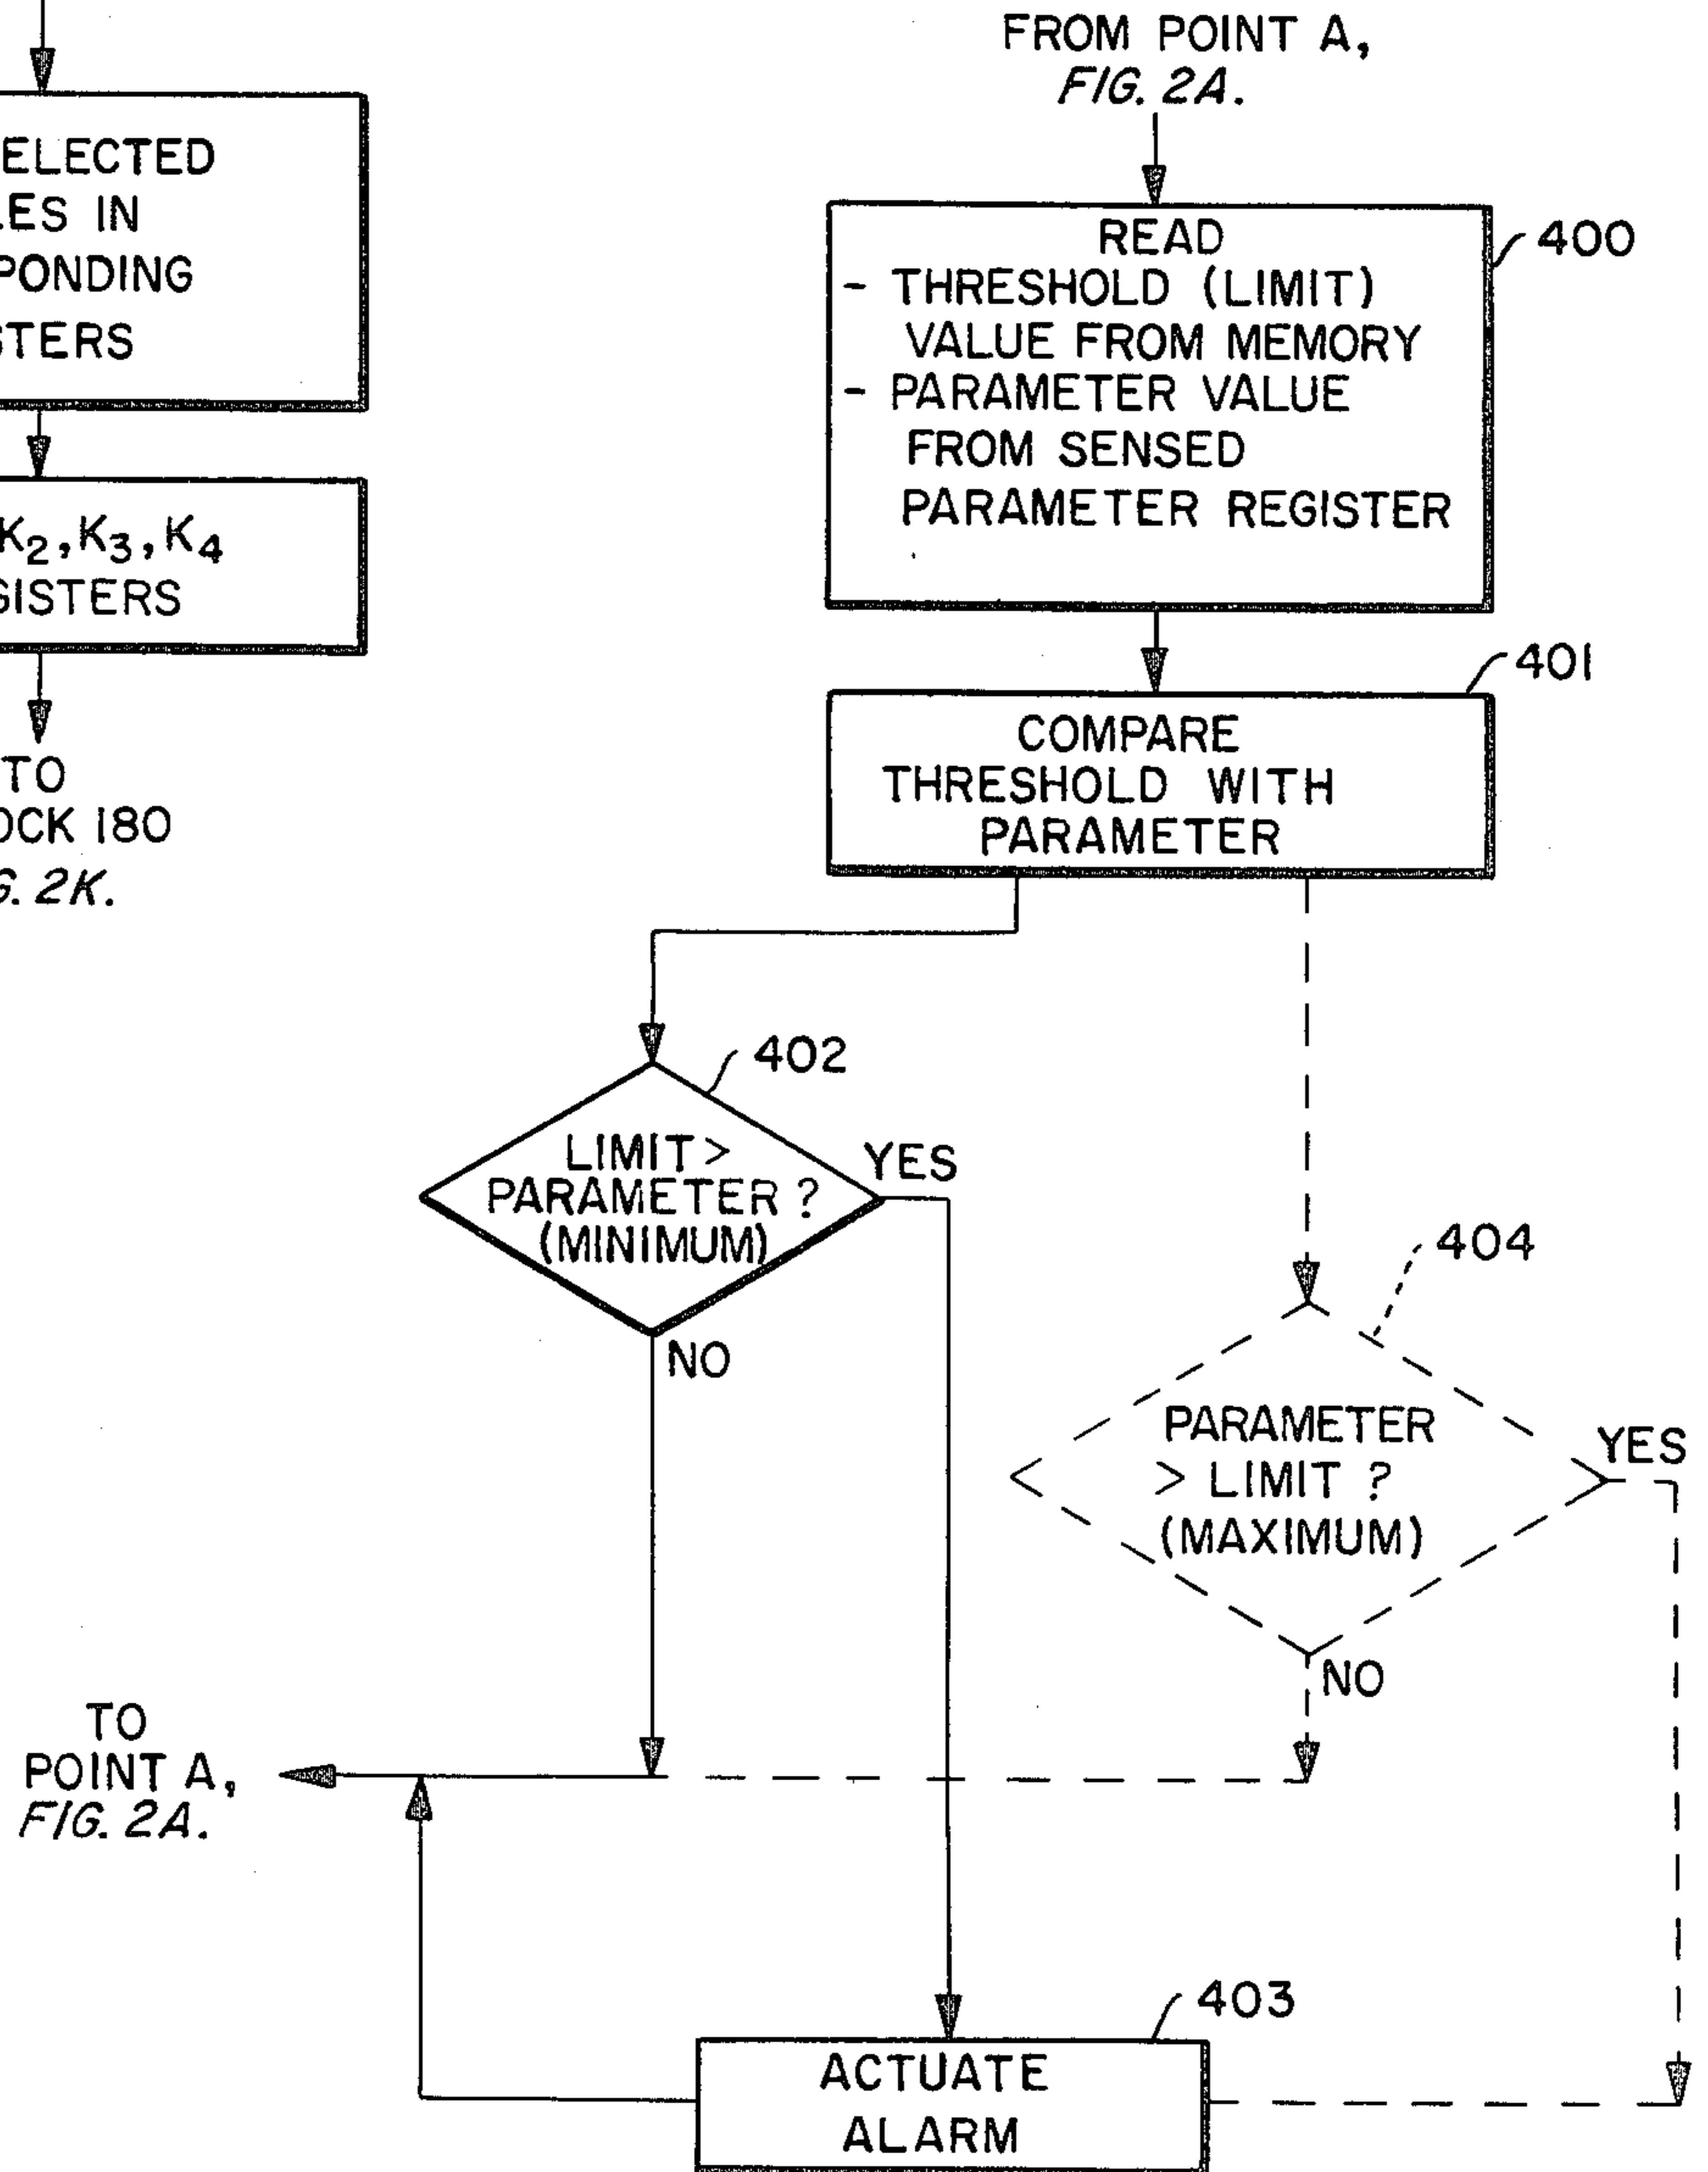 ELECTED
LES IN
PONDING
STERS
K2, K3, K4
GISTERS
TO
OCK 180
G. 2K.
FROM POINT A,
FIG. 2A.
READ
- THRESHOLD (LIMIT)
VALUE FROM MEMORY
- PARAMETER VALUE
FROM SENSED
PARAMETER REGISTER
400
401
COMPARE
THRESHOLD WITH
PARAMETER
402
LIMIT >
PARAMETER ?
(MINIMUM)
YES
NO
404
PARAMETER
> LIMIT ?
(MAXIMUM)
YES
NO
TO
POINT A,
FIG. 2A.
403
ACTUATE
ALARM